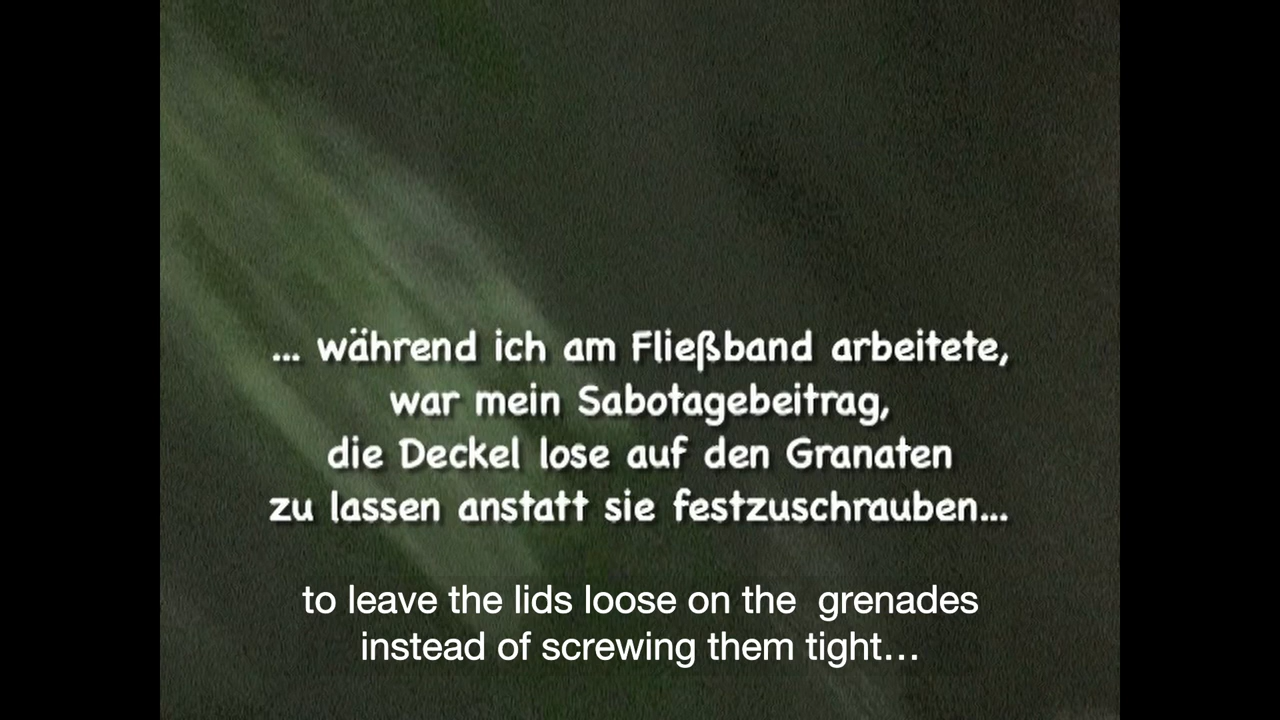 ... während ich am Fließband arbeitete,
war mein Sabotagebeitrag,
die Deckel lose auf den Granaten
zu lassen anstatt sie festzuschrauben...
to leave the lids loose on the  grenades
instead of screwing them tight…